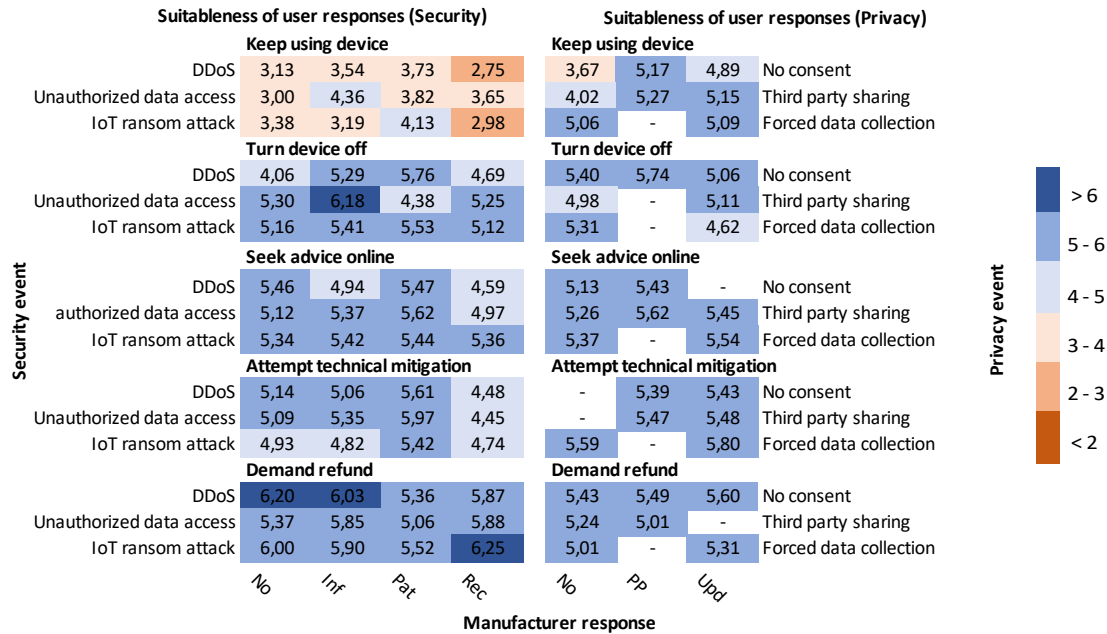 Suitableness of user responses (Security)
Suitableness of user responses (Privacy)
Keep using device
Keep using device
DDoS 3,13 3,54 3,73 2,75 3,67 5,17 4,89 No consent
Unauthorized data access 3,00 4,36 3,82 3,65 4,02 5,27 5,15 Third party sharing
IoT ransom attack 3,38 3,19 4,13 2,98 5,06 - 5,09 Forced data collection
Turn device off
Turn device off
DDoS 4,06 5,29 5,76 4,69 5,40 5,74 5,06 No consent
Unauthorized data access 5,30 6,18 4,38 5,25 4,98 - 5,11 Third party sharing
IoT ransom attack 5,16 5,41 5,53 5,12 5,31 - 4,62 Forced data collection
Seek advice online
Seek advice online
DDoS 5,46 4,94 5,47 4,59 5,13 5,43 - No consent
authorized data access 5,12 5,37 5,62 4,97 5,26 5,62 5,45 Third party sharing
IoT ransom attack 5,34 5,42 5,44 5,36 5,37 - 5,54 Forced data collection
Attempt technical mitigation
Attempt technical mitigation
DDoS 5,14 5,06 5,61 4,48 - 5,39 5,43 No consent
Unauthorized data access 5,09 5,35 5,97 4,45 - 5,47 5,48 Third party sharing
IoT ransom attack 4,93 4,82 5,42 4,74 5,59 - 5,80 Forced data collection
Demand refund
Demand refund
DDoS 6,20 6,03 5,36 5,87 5,43 5,49 5,60 No consent
Unauthorized data access 5,37 5,85 5,06 5,88 5,24 5,01 - Third party sharing
IoT ransom attack 6,00 5,90 5,52 6,25 5,01 - 5,31 Forced data collection
No Inf Pat Rec No PP Upd
Manufacturer response
Security event
Privacy event
> 6
5 - 6
4 - 5
3 - 4
2 - 3
< 2